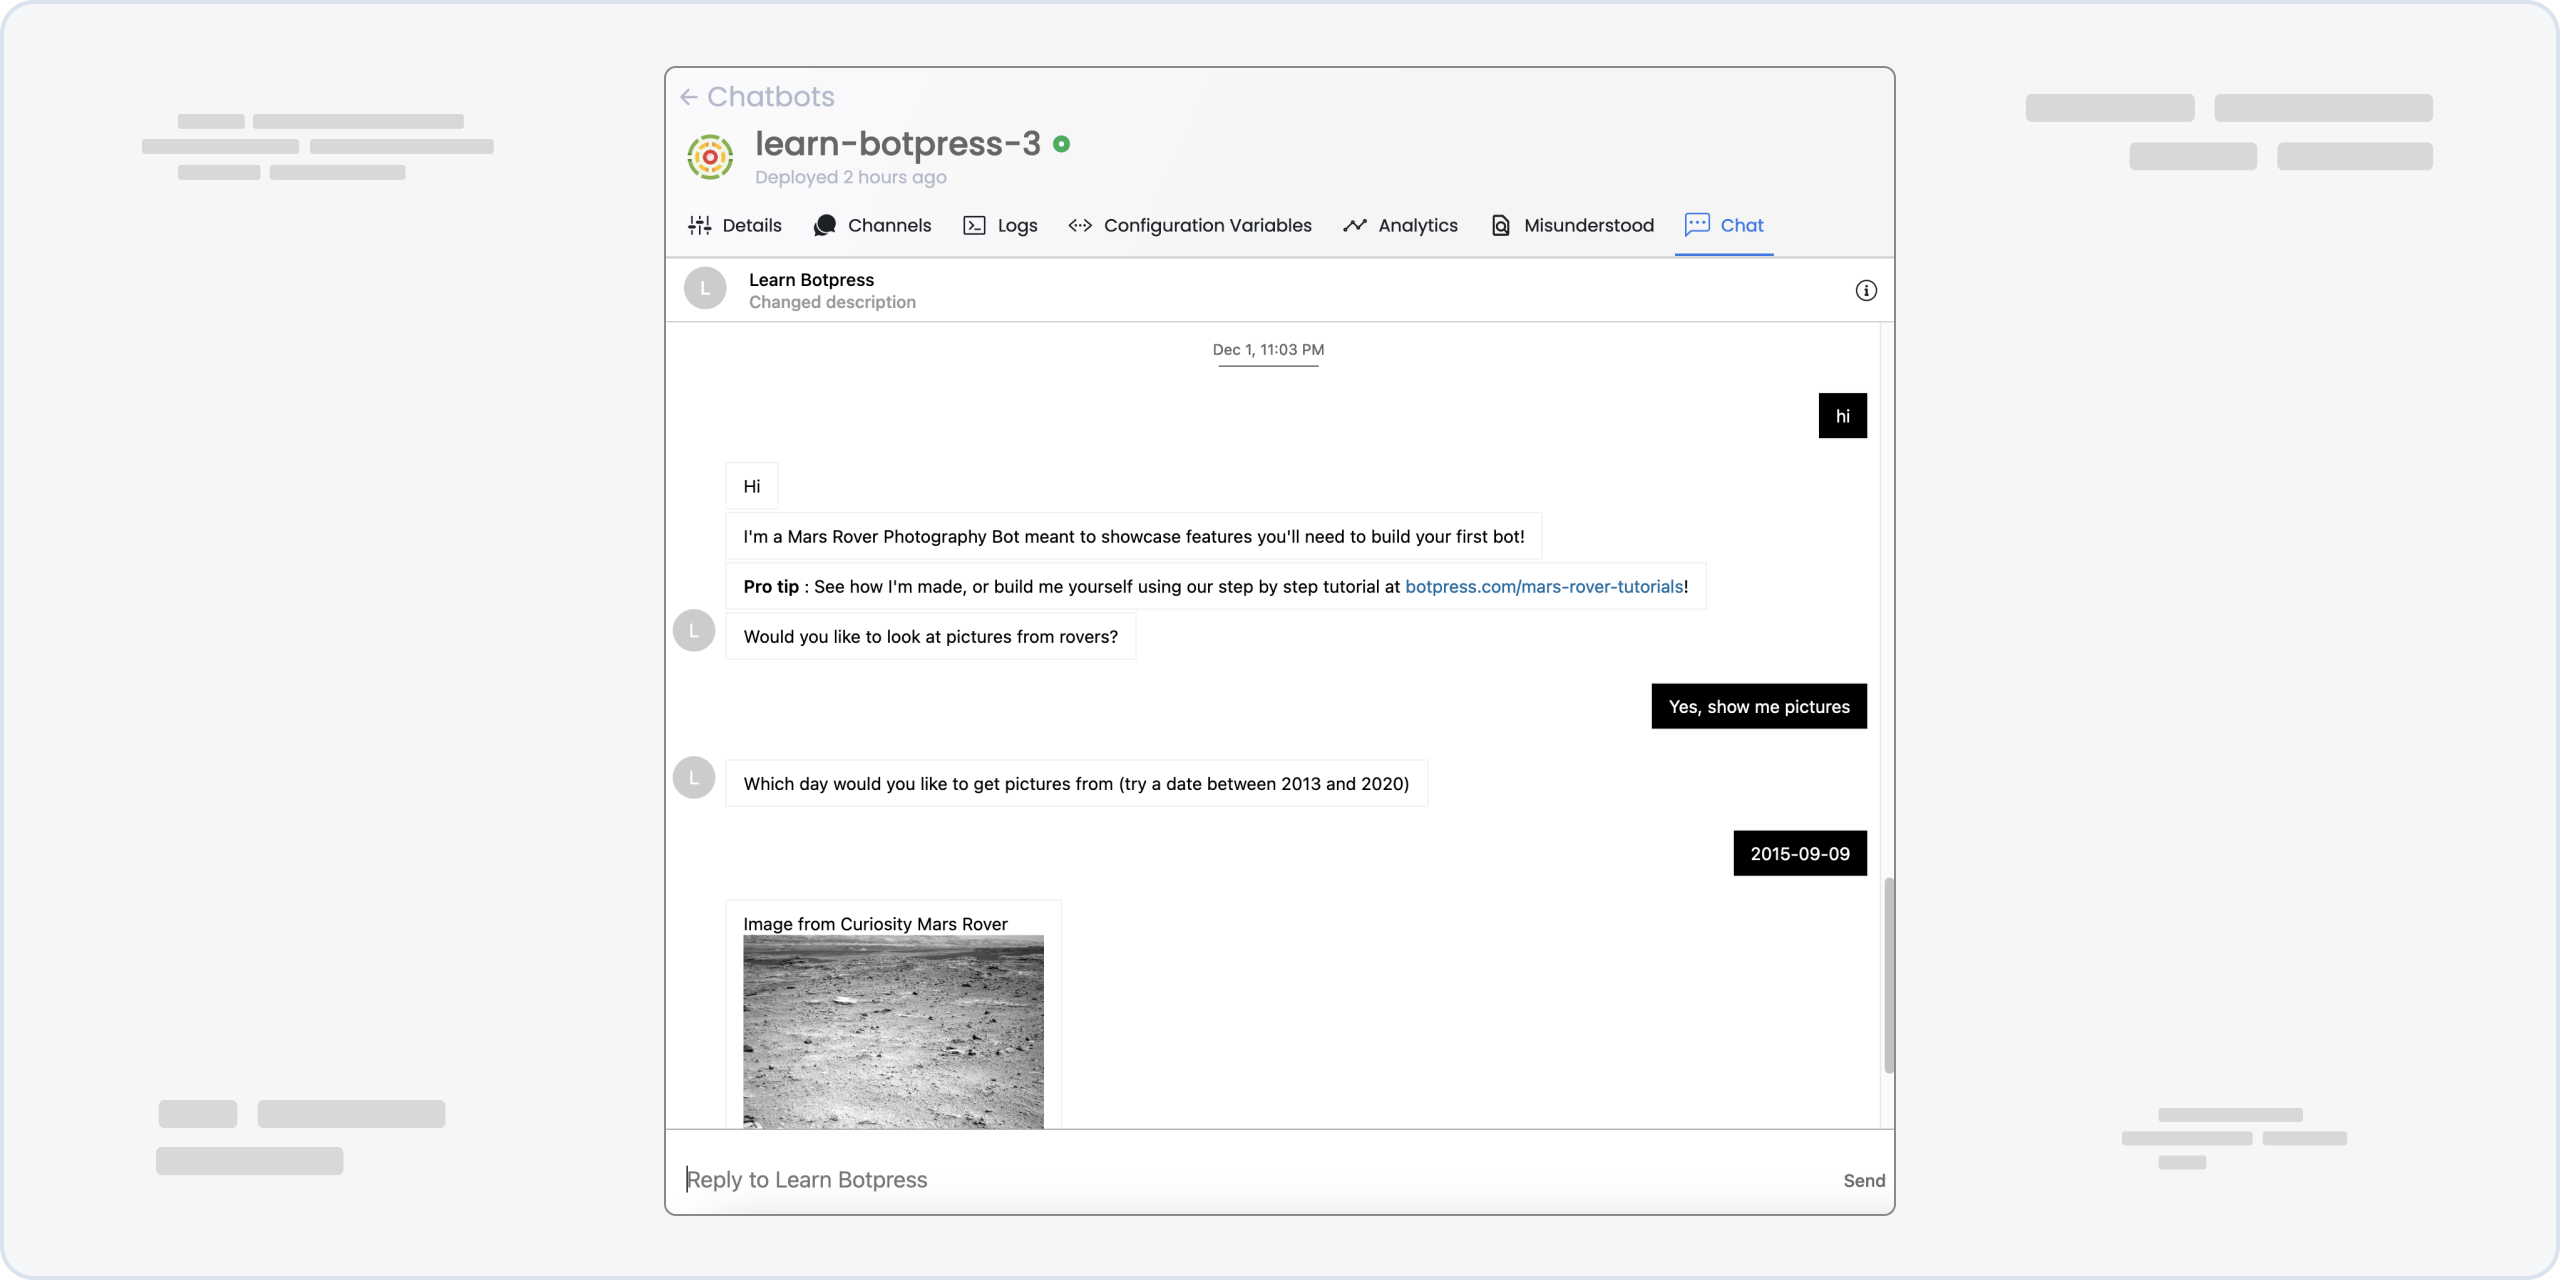 Chatbots
learn-botpress-3
Deployed 2 hours ago
Details Channels Logs Configuration Variables Analytics Misunderstood Chat
L
Learn Botpress
Changed description
Dec 1, 11:03 PM
hi
Hi
I'm a Mars Rover Photography Bot meant to showcase features you'll need to build your first bot!
Pro tip : See how I'm made, or build me yourself using our step by step tutorial at botpress.com/mars-rover-tutorials!
L
Would you like to look at pictures from rovers?
Yes, show me pictures
L
Which day would you like to get pictures from (try a date between 2013 and 2020)
2015-09-09
Image from Curiosity Mars Rover
Reply to Learn Botpress
Send